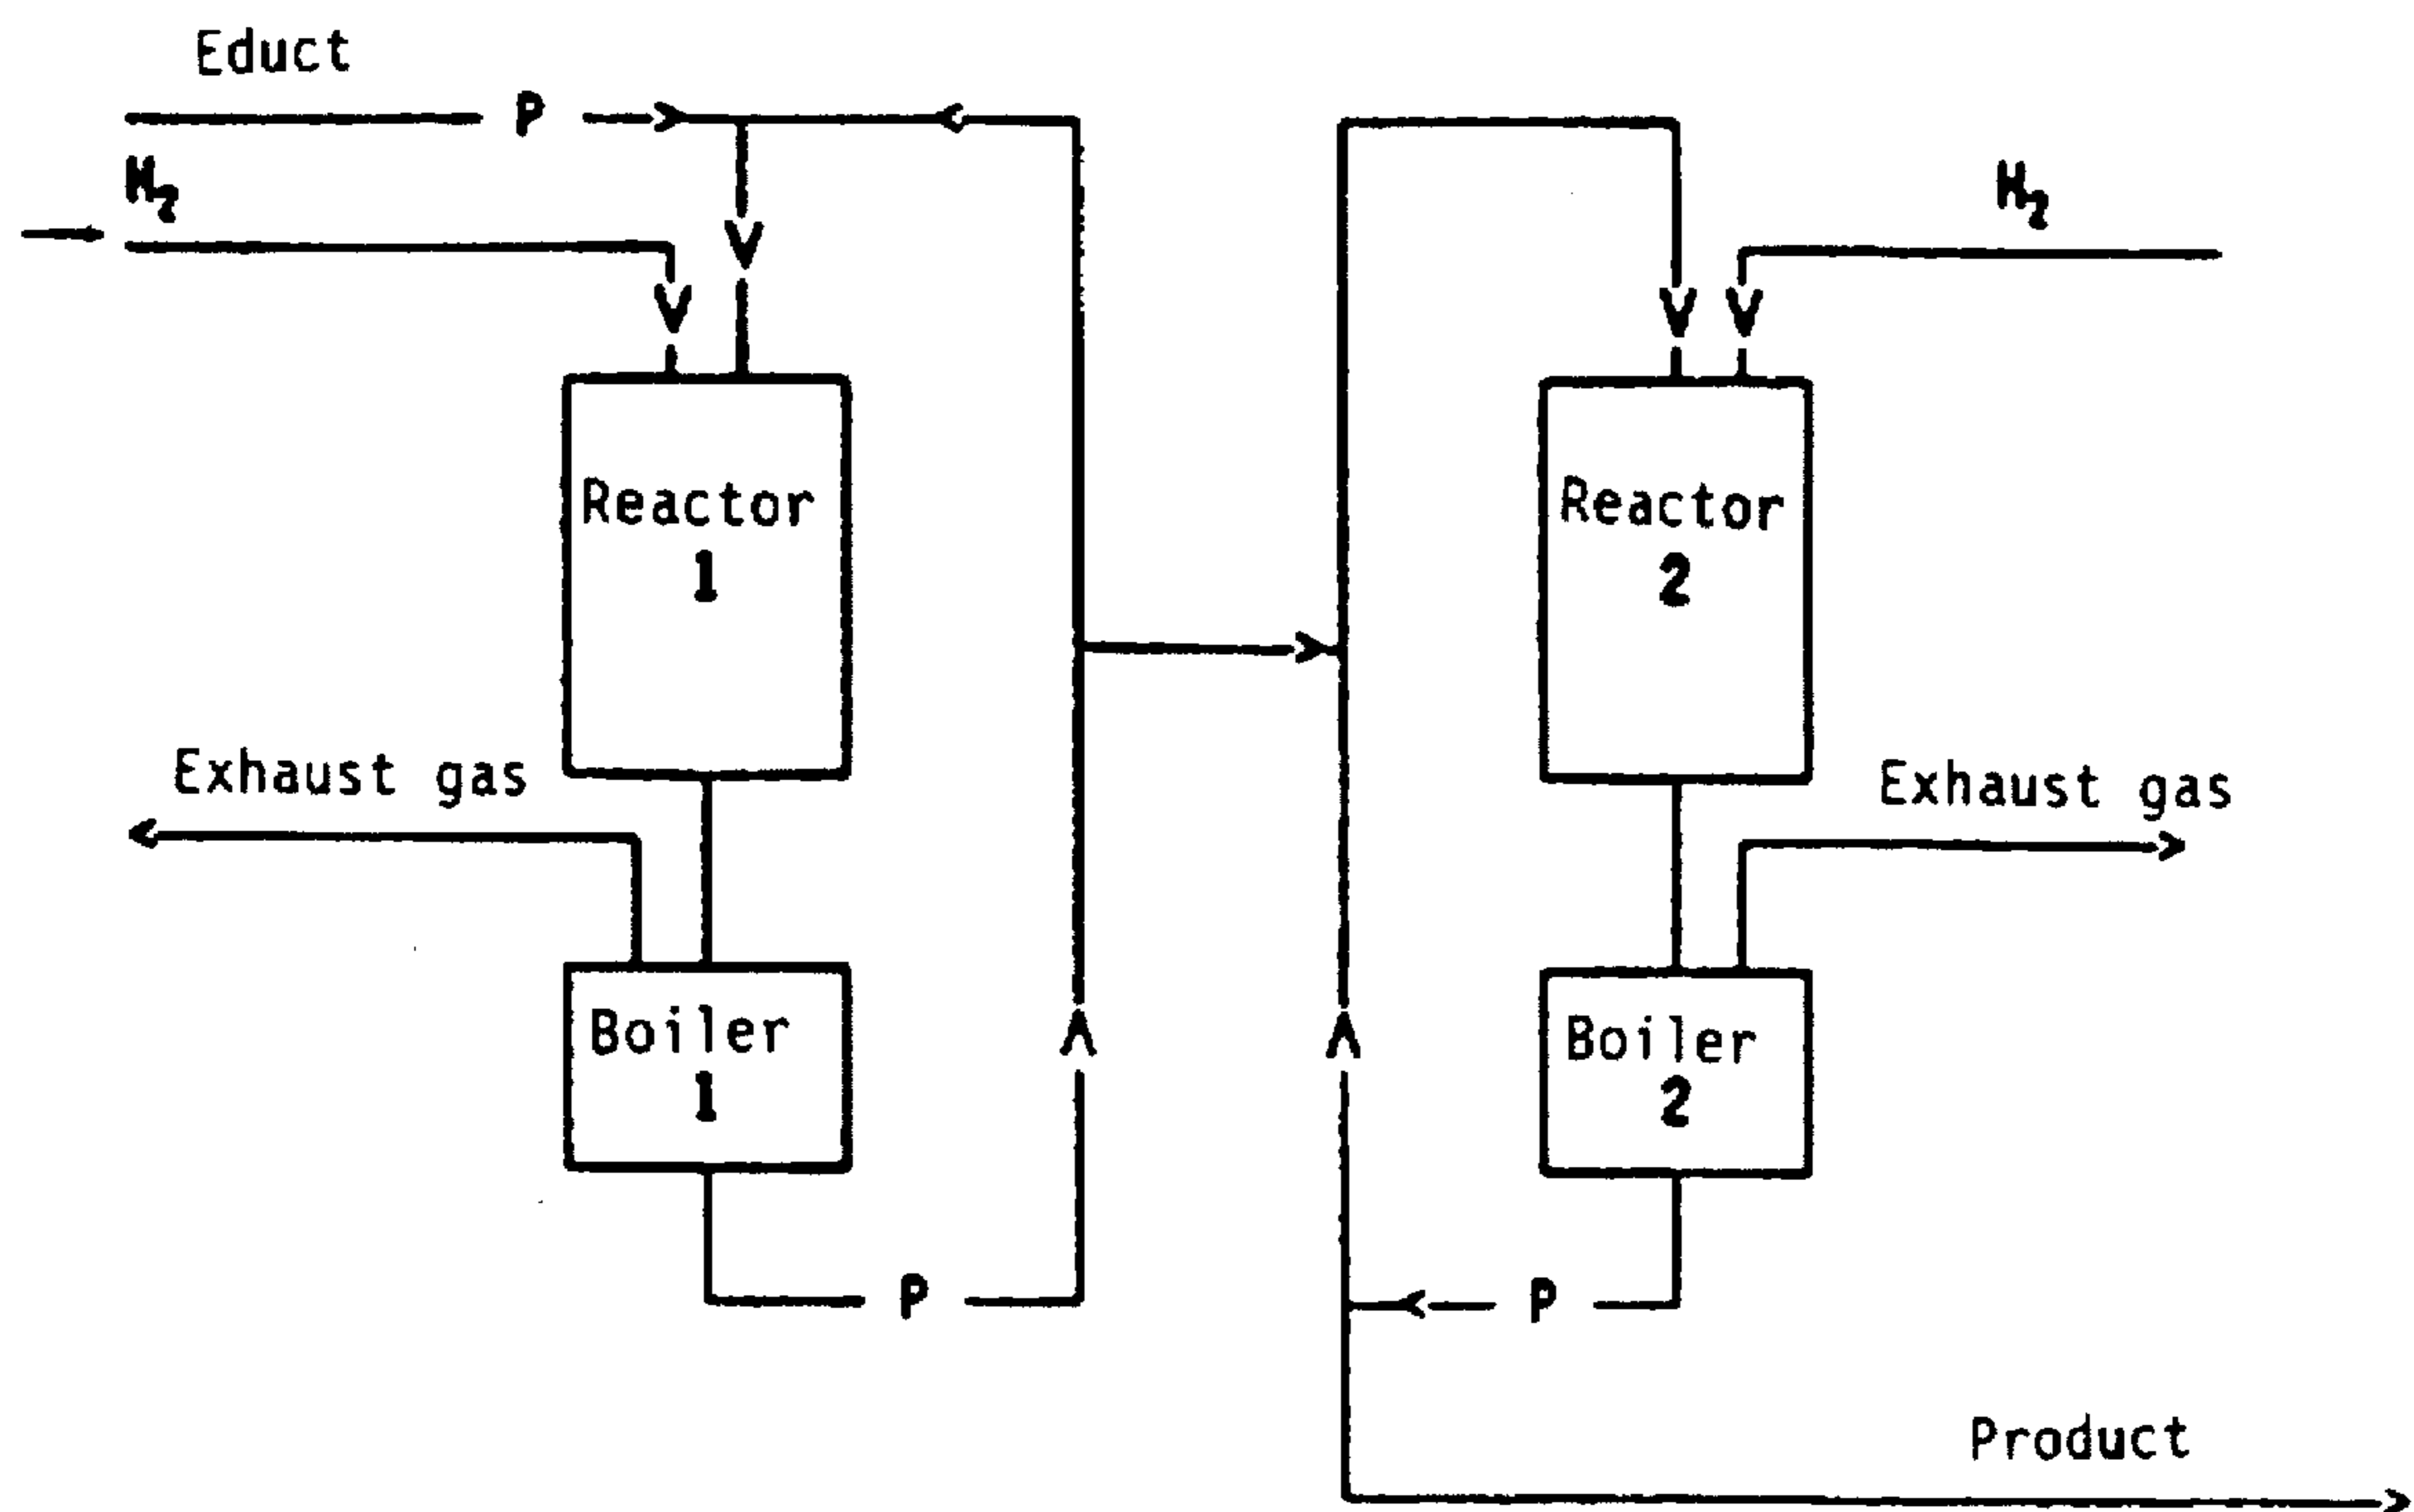 Educt
P
H2
H2
Reactor
1
Reactor
2
Exhaust gas
Exhaust gas
Boiler
1
Boiler
2
P
P
Product